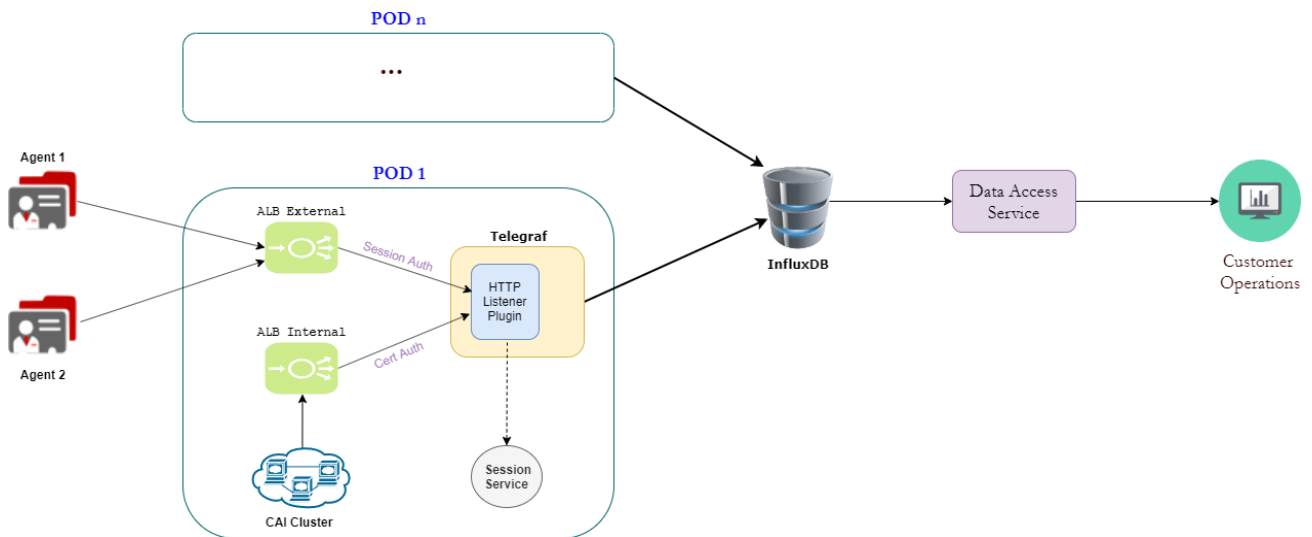 POD n
...
Agent 1
POD 1
ALB External
Session Auth
Telegraf
HTTP
Listener
Plugin
InfluxDB
Data Access
Service
Customer
Operations
Agent 2
ALB Internal
Cert Auth
CAI Cluster
Session
Service